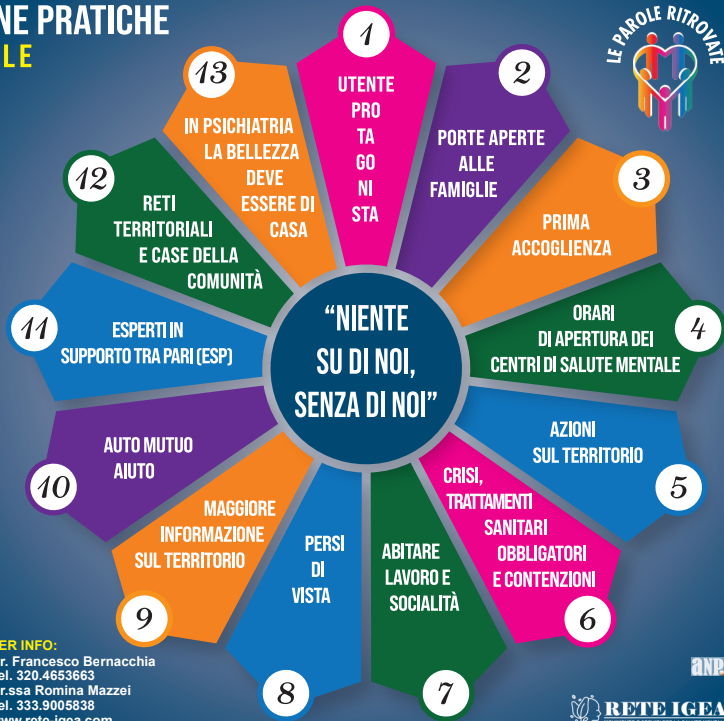 NE PRATICHE
LE
LE PAROLE RITROVATE
1
UTENTE
PRO
TA
GO
NI
STA
2
PORTE APERTE
ALLE
FAMIGLIE
3
PRIMA
ACCOGLIENZA
4
ORARI
DI APERTURA DEI
CENTRI DI SALUTE MENTALE
5
AZIONI
SUL TERRITORIO
6
CRISI,
TRATTAMENTI
SANITARI
OBBLIGATORI
E CONTENZIONI
7
ABITARE
LAVORO E
SOCIALITÀ
8
PERSI
DI
VISTA
9
MAGGIORE
INFORMAZIONE
SUL TERRITORIO
10
AUTO MUTUO
AIUTO
11
ESPERTI IN
SUPPORTO TRA PARI (ESP)
12
RETI
TERRITORIALI
E CASE DELLA
COMUNITÀ
13
IN PSICHIATRIA
LA BELLEZZA
DEVE
ESSERE DI
CASA
“NIENTE
SU DI NOI,
SENZA DI NOI”
ER INFO:
r. Francesco Bernacchia
el. 320.4653663
r.ssa Romina Mazzei
el. 333.9005838
www.rete-igea.com
anp
RETE IGEA